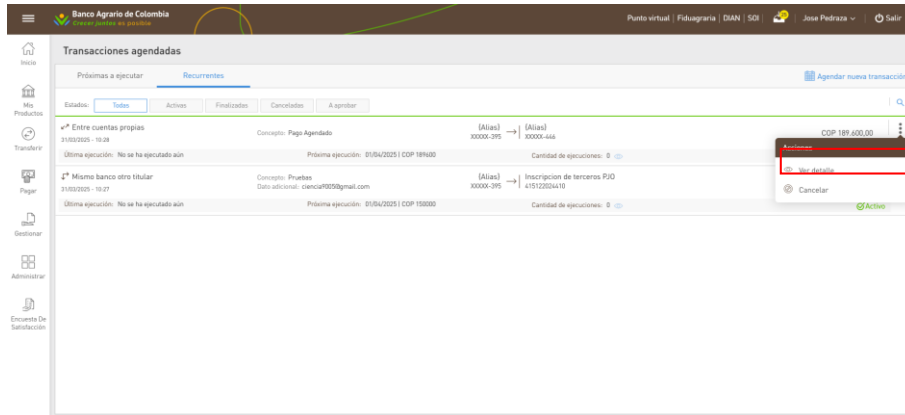 Banco Agrario de Colombia
Crecer juntos es posible
Punto virtual | Fiduagraria | DIAN | SOI | Jose Pedraza | Salir
Inicio
Mis Productos
Transferir
Pagar
Gestionar
Administrar
Encuesta De Satisfacción
Transacciones agendadas
Próximas a ejecutar Recurrentes Agendar nueva transacción
Estados: Todas Activas Finalizadas Canceladas A aprobar
Entre cuentas propias Concepto: Pago Agendado (Alias) (Alias) COP 189.600,00
31/03/2025 - 10:28 XXXXX-395 XXXXX-446
Última ejecución: No se ha ejecutado aún Próxima ejecución: 01/04/2025 | COP 189600 Cantidad de ejecuciones: 0
Acciones
Ver detalle
Cancelar
Mismo banco otro titular Concepto: Pruebas (Alias) Inscripcion de terceros PJO
31/03/2025 - 10:27 Dato adicional: ciencia9005@gmail.com XXXXX-395 415122024410
Última ejecución: No se ha ejecutado aún Próxima ejecución: 01/04/2025 | COP 150000 Cantidad de ejecuciones: 0 Activo